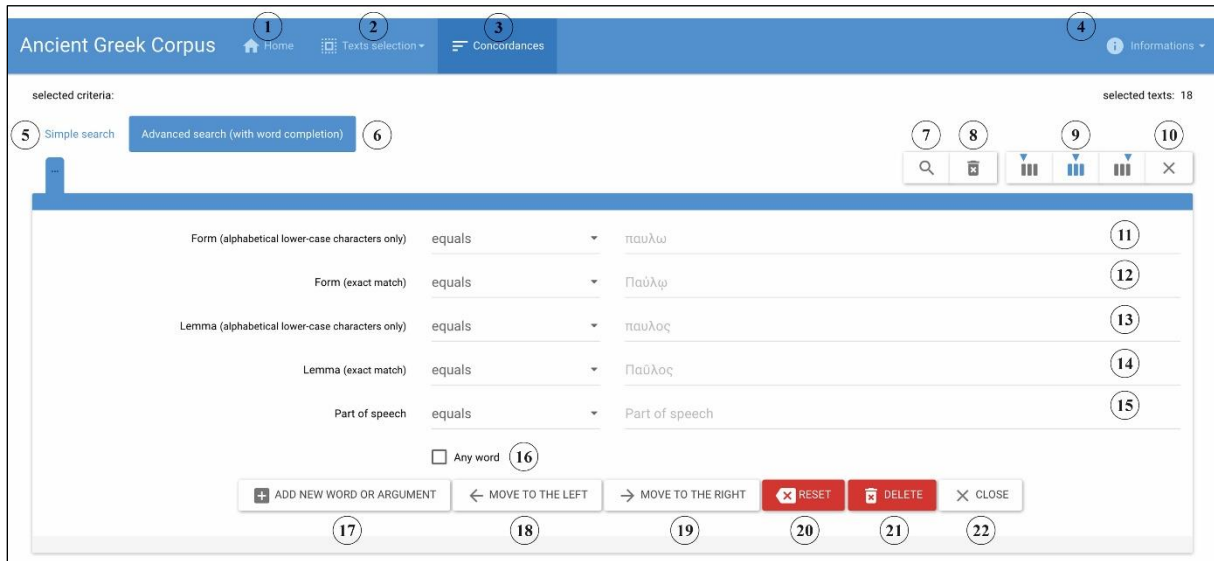 1 2 3 4
Ancient Greek Corpus Home Texts selection Concordances Informations
selected criteria: selected texts: 18
5 Simple search Advanced search (with word completion) 6 7 8 9 10
...
Form (alphabetical lower-case characters only) equals παυλω 11
Form (exact match) equals Παύλῳ 12
Lemma (alphabetical lower-case characters only) equals παυλος 13
Lemma (exact match) equals Παῦλος 14
Part of speech equals Part of speech 15
Any word 16
ADD NEW WORD OR ARGUMENT MOVE TO THE LEFT MOVE TO THE RIGHT RESET DELETE CLOSE
17 18 19 20 21 22